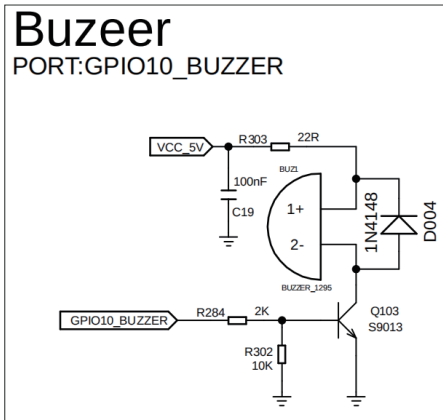 Buzeer
PORT:GPIO10_BUZZER
VCC_5V
R303
22R
BUZ1
100nF
C19
1+
2-
1N4148
D004
BUZZER_1295
GPIO10_BUZZER
R284
2K
Q103
S9013
R302
10K